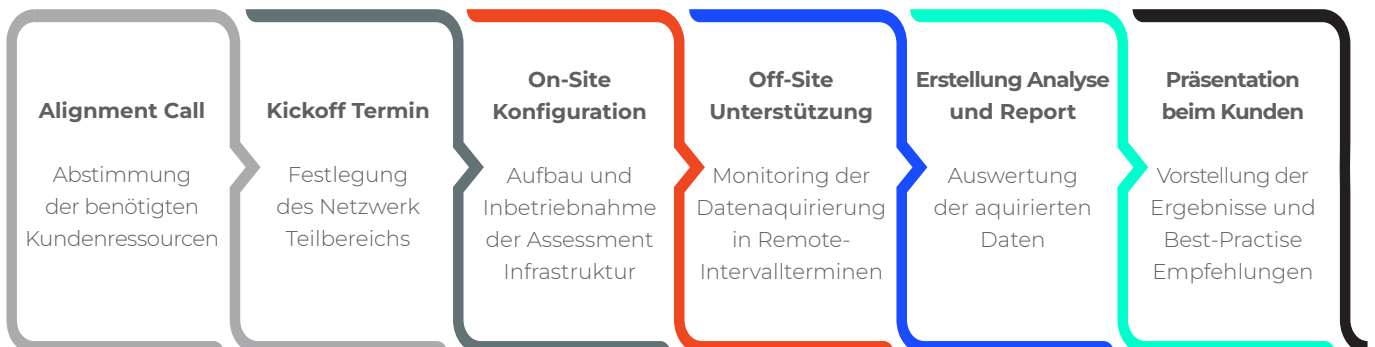 Alignment Call
Abstimmung
der benötigten
Kundenressourcen
Kickoff Termin
Festlegung
des Netzwerk
Teilbereichs
On-Site
Konfiguration
Aufbau und
Inbetriebnahme
der Assessment
Infrastruktur
Off-Site
Unterstützung
Monitoring der
Datenaquirierung
in Remote-
Intervallterminen
Erstellung Analyse
und Report
Auswertung
der aquirierten
Daten
Präsentation
beim Kunden
Vorstellung der
Ergebnisse und
Best-Practise
Empfehlungen